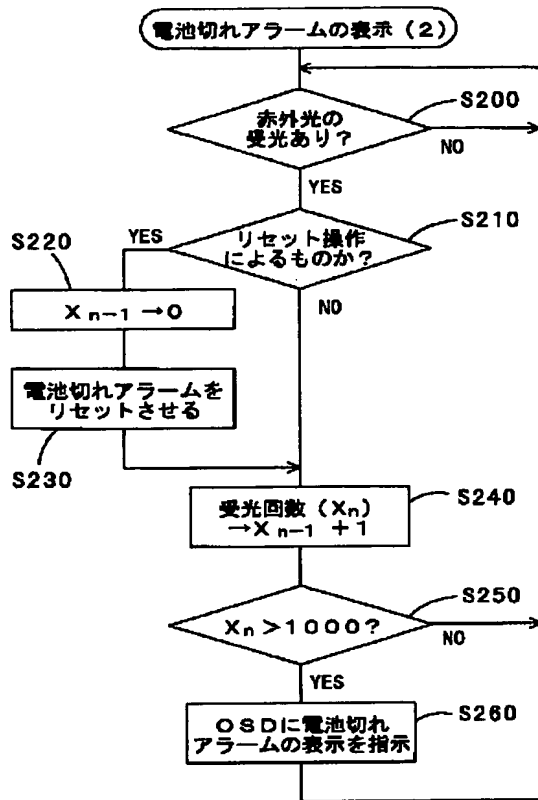 電池切れアラームの表示(2)
S200
赤外光の
受光あり?
NO
YES
S210
リセット操作
によるものか?
YES
NO
S220
Xn-1→0
電池切れアラームを
リセットさせる
S230
S240
受光回数(Xn)
→Xn-1 +1
S250
Xn>1000?
NO
YES
S260
OSDに電池切れ
アラームの表示を指示